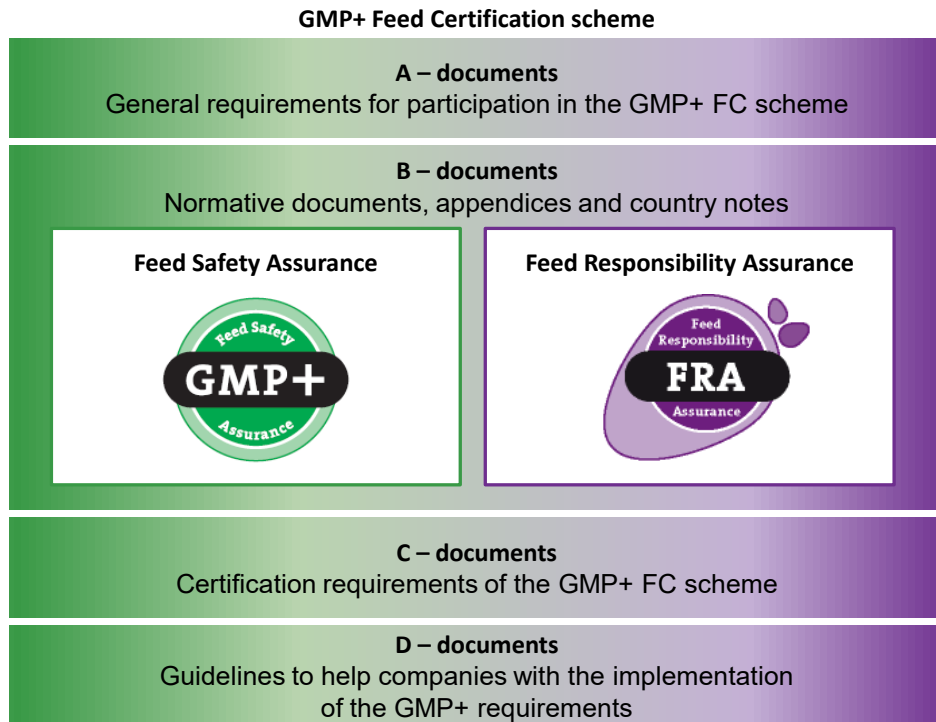 GMP+ Feed Certification scheme
A – documents
General requirements for participation in the GMP+ FC scheme
B – documents
Normative documents, appendices and country notes
Feed Safety Assurance
Feed Safety
GMP+
Assurance
Feed Responsibility Assurance
Feed
Responsibility
FRA
Assurance
C – documents
Certification requirements of the GMP+ FC scheme
D – documents
Guidelines to help companies with the implementation
of the GMP+ requirements